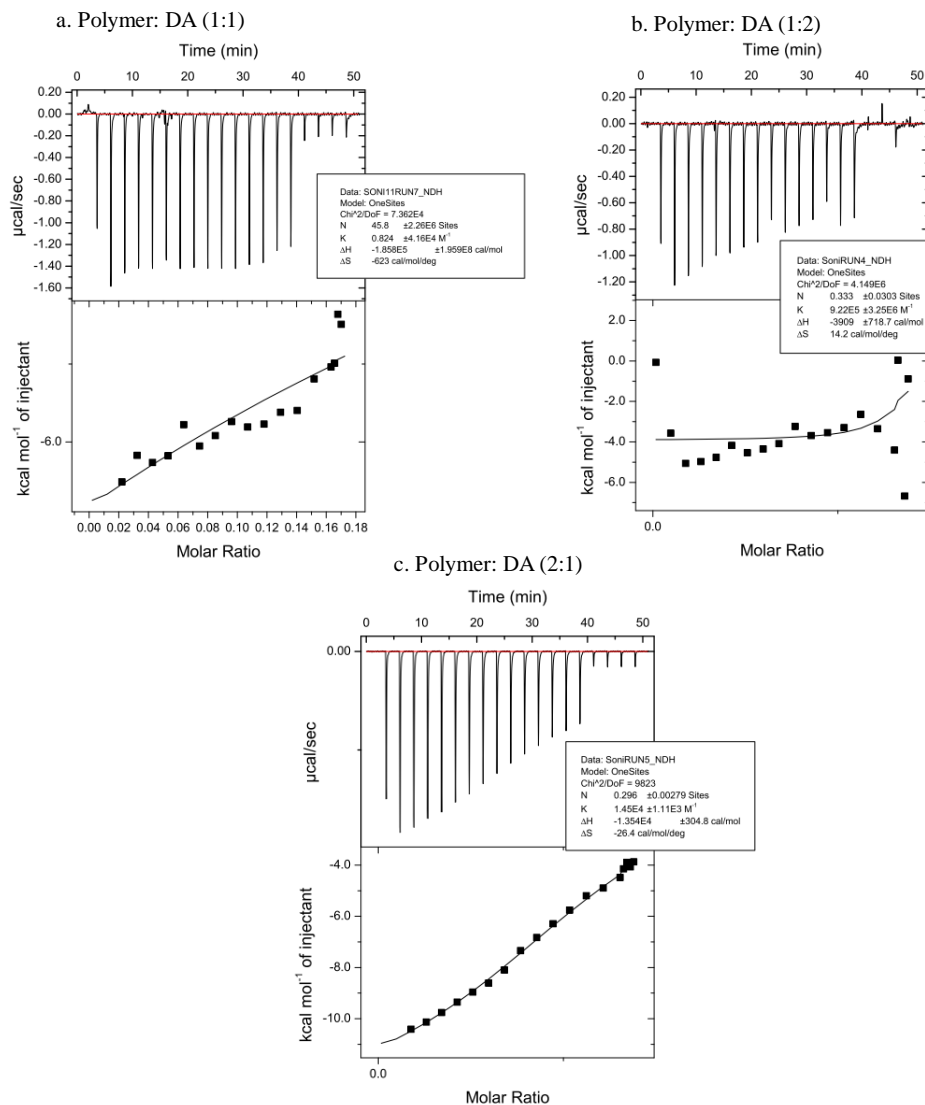 a. Polymer: DA (1:1)
Time (min)
0 10 20 30 40 50
0.20
0.00
-0.20
-0.40
-0.60
-0.80
-1.00
-1.20
-1.40
-1.60
µcal/sec
Data: SONI11RUN7_NDH
Model: OneSites
Chi^2/DoF = 7.362E4
N 45.8 ±2.26E6 Sites
K 0.824 ±4.16E4 M⁻¹
ΔH -1.858E5 ±1.959E8 cal/mol
ΔS -623 cal/mol/deg
-6.0
kcal mol⁻¹ of injectant
0.00 0.02 0.04 0.06 0.08 0.10 0.12 0.14 0.16 0.18
Molar Ratio
b. Polymer: DA (1:2)
Time (min)
0 10 20 30 40 50
0.20
0.00
-0.20
-0.40
-0.60
-0.80
-1.00
-1.20
µcal/sec
Data: SoniRUN4_NDH
Model: OneSites
Chi^2/DoF = 4.149E6
N 0.333 ±0.0303 Sites
K 9.22E5 ±3.25E6 M⁻¹
ΔH -3909 ±718.7 cal/mol
ΔS 14.2 cal/mol/deg
2.0
0.0
-2.0
-4.0
-6.0
kcal mol⁻¹ of injectant
0.0
Molar Ratio
c. Polymer: DA (2:1)
Time (min)
0 10 20 30 40 50
0.00
µcal/sec
Data: SoniRUN5_NDH
Model: OneSites
Chi^2/DoF = 9823
N 0.296 ±0.00279 Sites
K 1.45E4 ±1.11E3 M⁻¹
ΔH -1.354E4 ±304.8 cal/mol
ΔS -26.4 cal/mol/deg
-4.0
-6.0
-8.0
-10.0
kcal mol⁻¹ of injectant
0.0
Molar Ratio